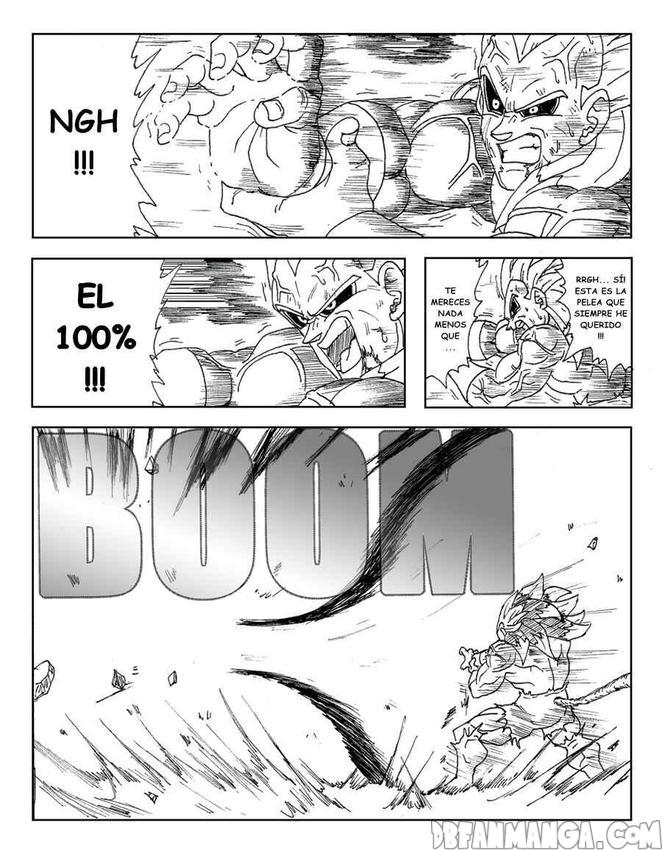 NGH
!!!
RRGH... SÍ!
ESTA ES LA
PELEA QUE
SIEMPRE HE
QUERIDO
!!!
TE
MERECES
NADA
MENOS
QUE
...
EL
100%
!!!
BOOM
DBFANMANGA.COM